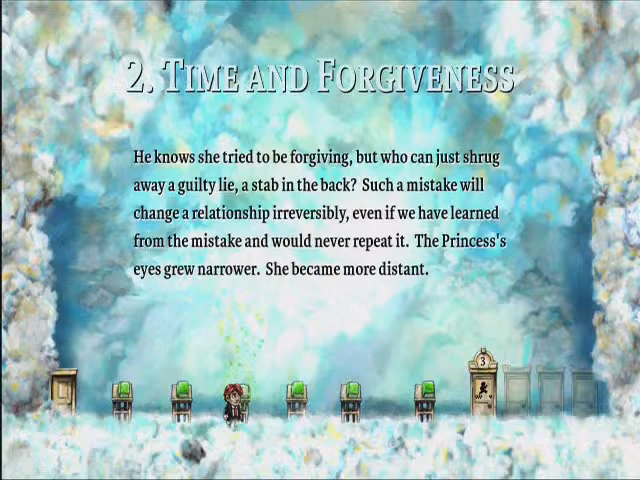 2. TIME AND FORGIVENESS
He knows she tried to be forgiving, but who can just shrug
away a guilty lie, a stab in the back? Such a mistake will
change a relationship irreversibly, even if we have learned
from the mistake and would never repeat it. The Princess's
eyes grew narrower. She became more distant.
3